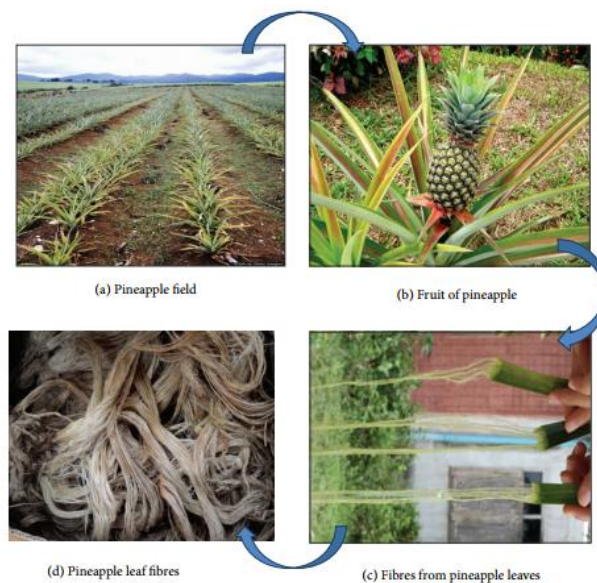 (a) Pineapple field
(b) Fruit of pineapple
(d) Pineapple leaf fibres
(c) Fibres from pineapple leaves